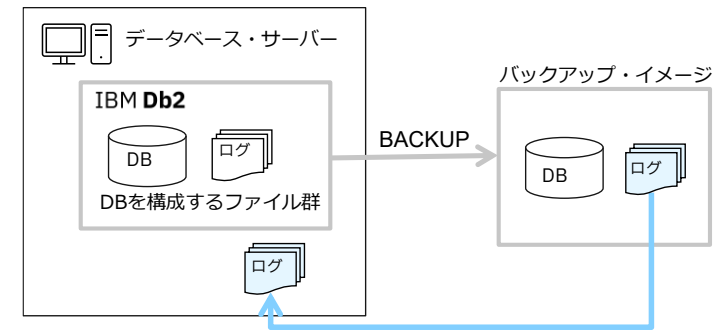 データベース・サーバー
バックアップ・イメージ
IBM Db2
DB
ログ
DBを構成するファイル群
BACKUP
DB
ログ
ログ